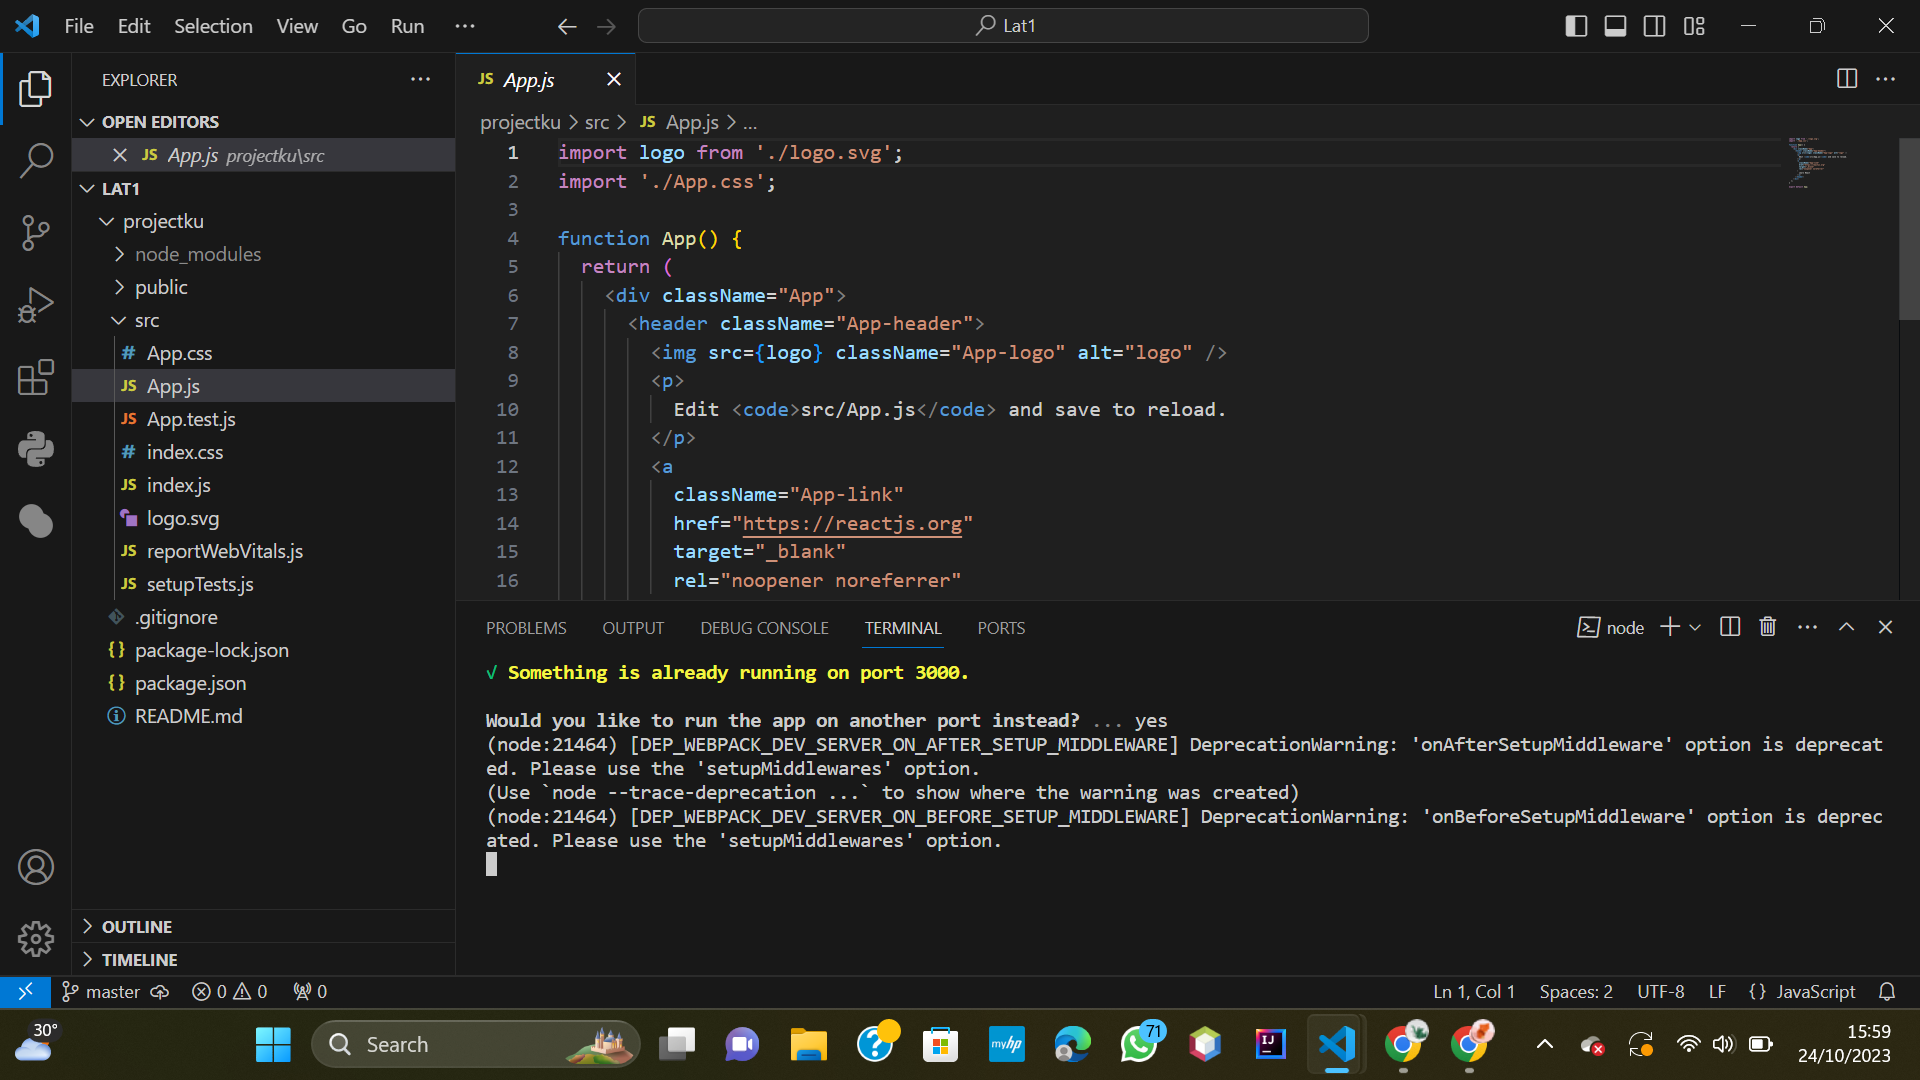 File Edit Selection View Go Run ...
Lat1
EXPLORER
OPEN EDITORS
JS App.js projectku\src
LAT1
projectku
node_modules
public
src
# App.css
JS App.js
JS App.test.js
# index.css
JS index.js
logo.svg
JS reportWebVitals.js
JS setupTests.js
.gitignore
{} package-lock.json
{} package.json
README.md
OUTLINE
TIMELINE
JS App.js
projectku > src > JS App.js > ...
1 import logo from './logo.svg';
2 import './App.css';
3
4 function App() {
5 return (
6 <div className="App">
7 <header className="App-header">
8 <img src={logo} className="App-logo" alt="logo" />
9 <p>
10 Edit <code>src/App.js</code> and save to reload.
11 </p>
12 <a
13 className="App-link"
14 href="https://reactjs.org"
15 target="_blank"
16 rel="noopener noreferrer"
PROBLEMS OUTPUT DEBUG CONSOLE TERMINAL PORTS
node
√ Something is already running on port 3000.
Would you like to run the app on another port instead? ... yes
(node:21464) [DEP_WEBPACK_DEV_SERVER_ON_AFTER_SETUP_MIDDLEWARE] DeprecationWarning: 'onAfterSetupMiddleware' option is deprecat
ed. Please use the 'setupMiddlewares' option.
(Use `node --trace-deprecation ...` to show where the warning was created)
(node:21464) [DEP_WEBPACK_DEV_SERVER_ON_BEFORE_SETUP_MIDDLEWARE] DeprecationWarning: 'onBeforeSetupMiddleware' option is deprec
ated. Please use the 'setupMiddlewares' option.
master 0 0 0
Ln 1, Col 1 Spaces: 2 UTF-8 LF {} JavaScript
30°
Search
myhp
71
IJ
15:59
24/10/2023